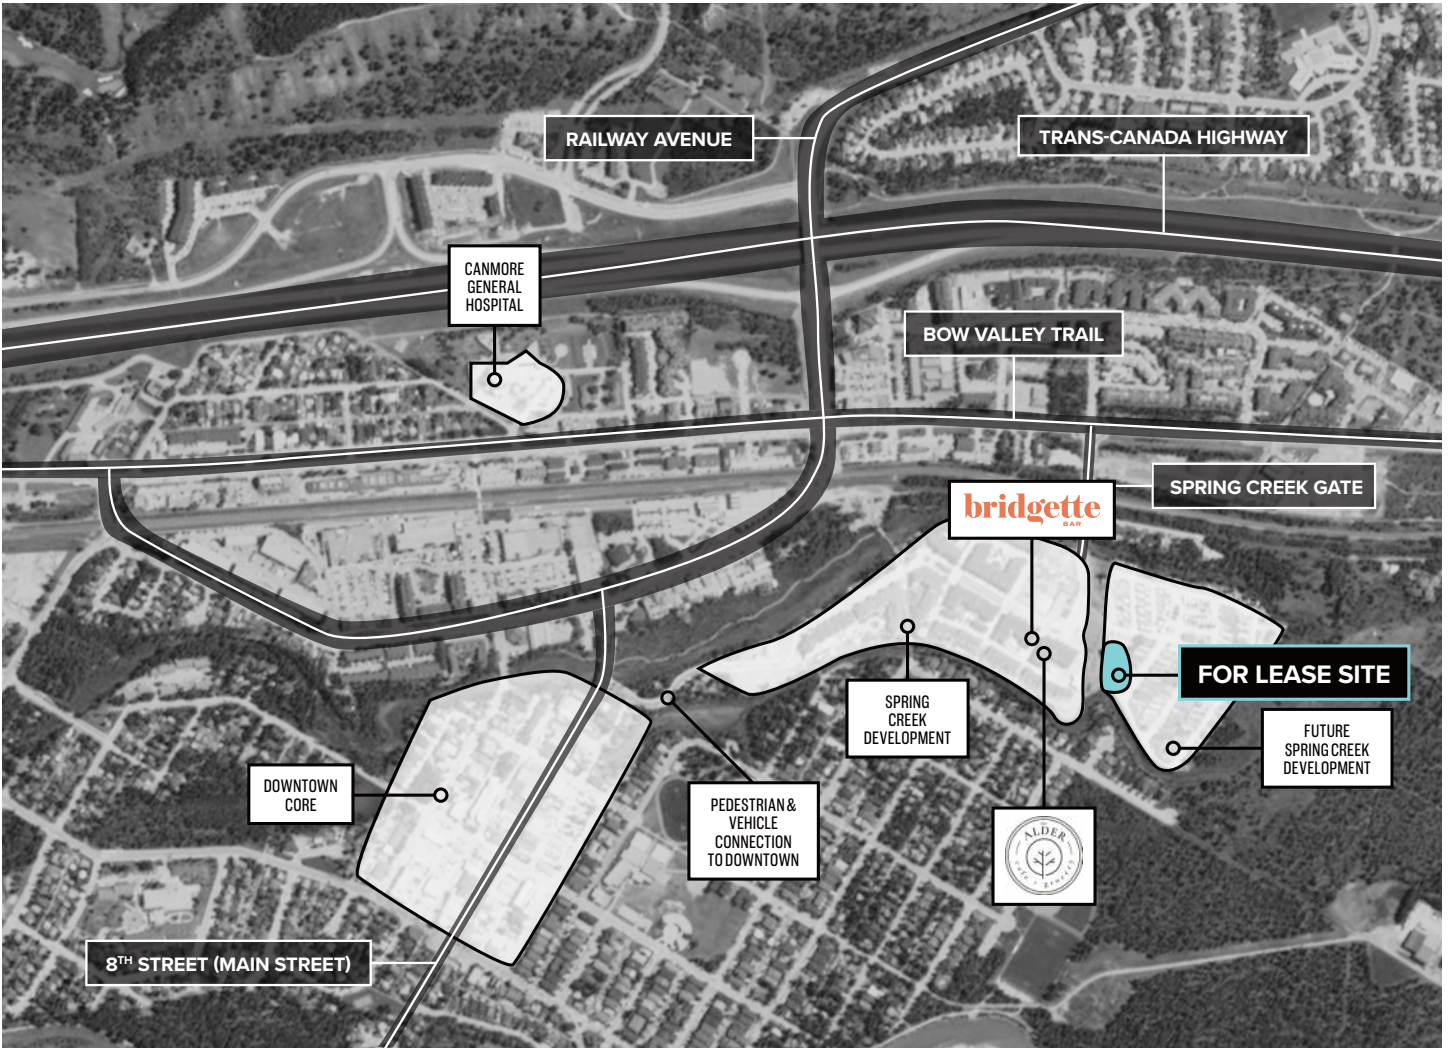 RAILWAY AVENUE
TRANS-CANADA HIGHWAY
CANMORE
GENERAL
HOSPITAL
BOW VALLEY TRAIL
SPRING CREEK GATE
bridgette
BAR
FOR LEASE SITE
SPRING
CREEK
DEVELOPMENT
FUTURE
SPRING CREEK
DEVELOPMENT
DOWNTOWN
CORE
PEDESTRIAN &
VEHICLE
CONNECTION
TO DOWNTOWN
ALDER
cafe + grocery
8TH STREET (MAIN STREET)